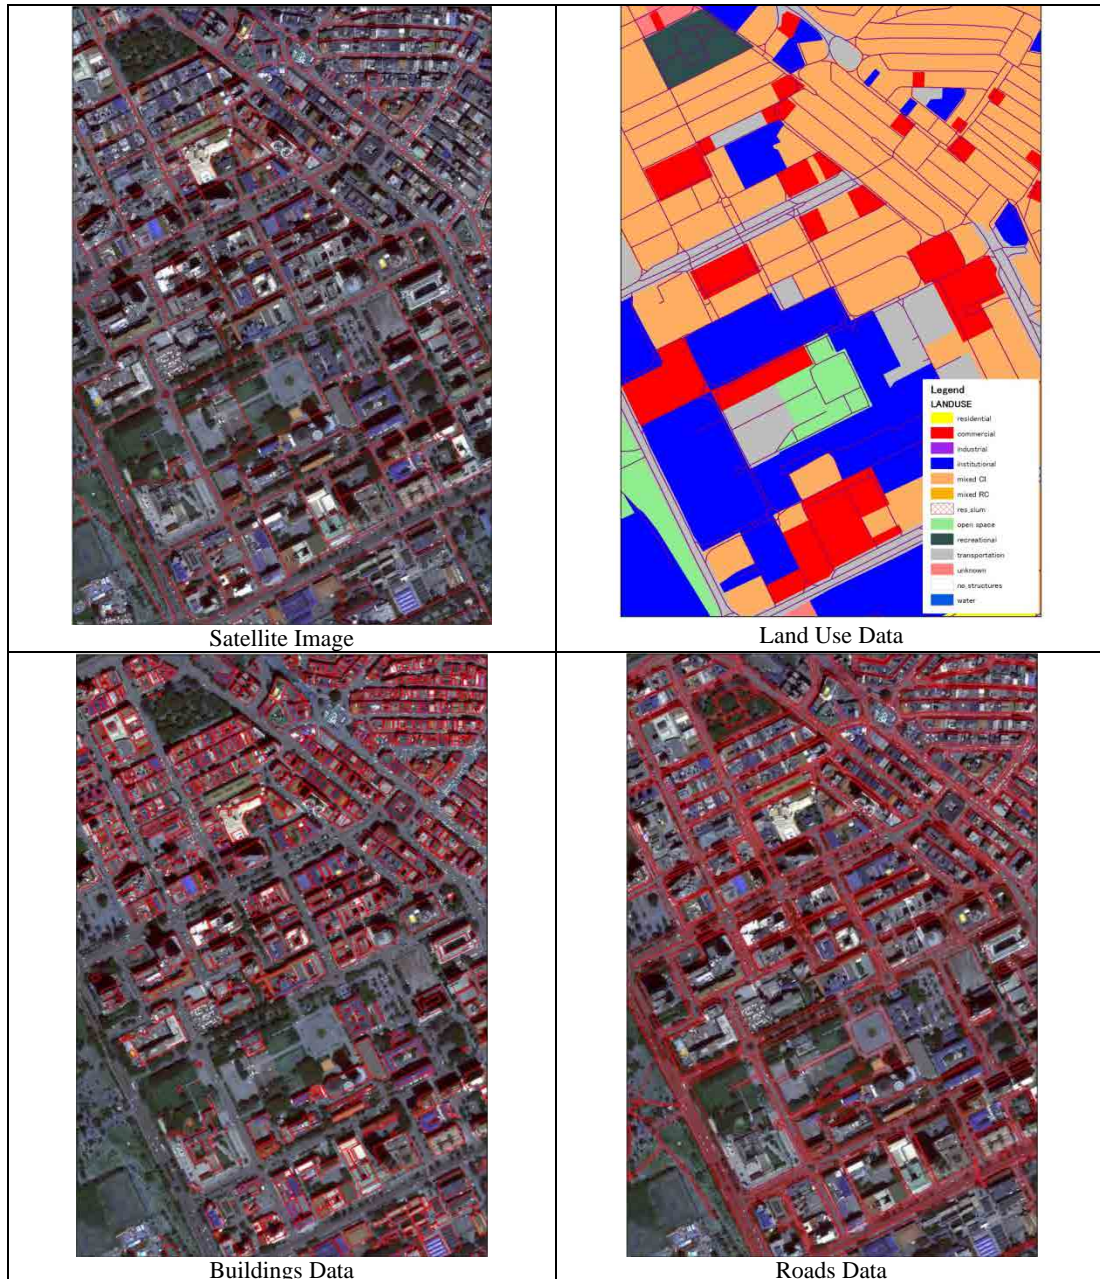 Satellite Image
Legend
LANDUSE
residential
commercial
industrial
institutional
mixed CI
mixed RC
res_slum
open space
recreational
transportation
unknown
no_structures
water
Land Use Data
Buildings Data
Roads Data